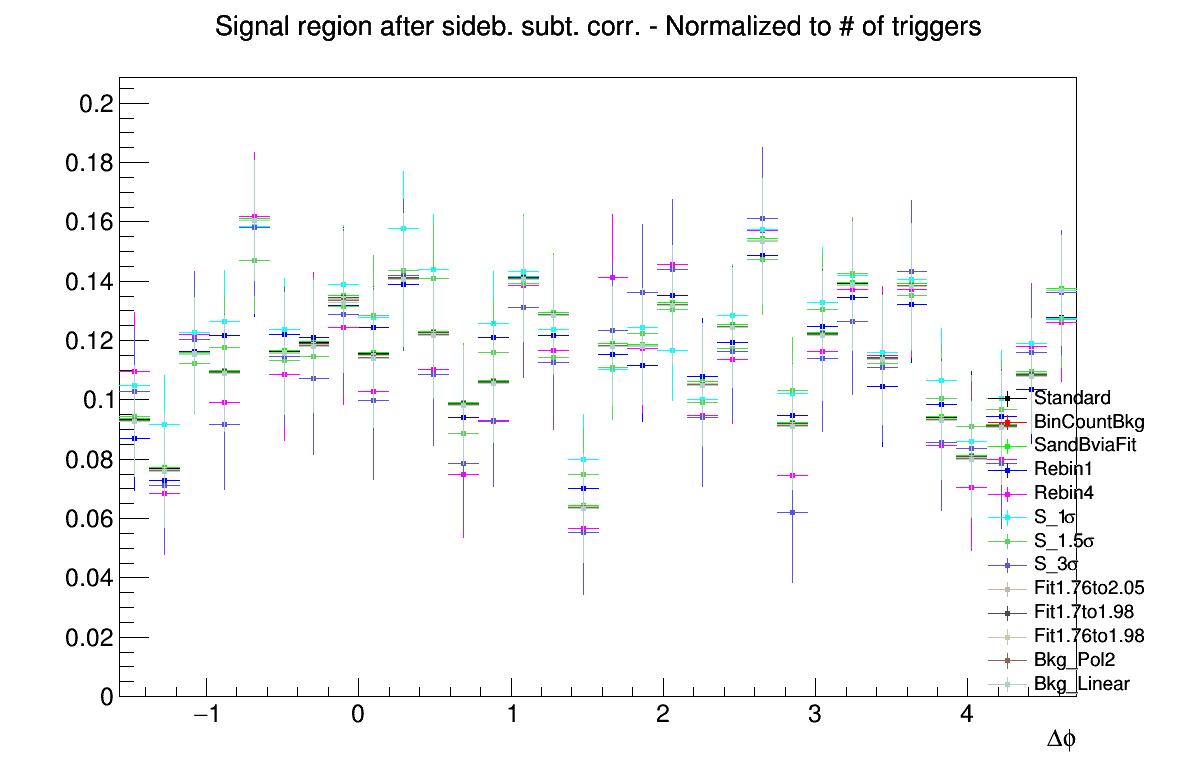 Signal region after sideb. subt. corr. - Normalized to # of triggers
0.2
0.18
0.16
0.14
0.12
0.1
0.08
0.06
0.04
0.02
0
−1 0 1 2 3 4
Δϕ
Standard
BinCountBkg
SandBviaFit
Rebin1
Rebin4
S_1σ
S_1.5σ
S_3σ
Fit1.76to2.05
Fit1.7to1.98
Fit1.76to1.98
Bkg_Pol2
Bkg_Linear